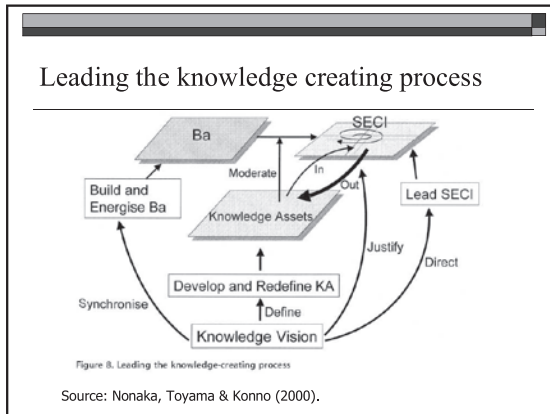 Leading the knowledge creating process
Ba
SECI
Moderate
In
Out
Build and
Energise Ba
Knowledge Assets
Lead SECI
Justify
Direct
Develop and Redefine KA
Synchronise
Define
Knowledge Vision
Figure 8. Leading the knowledge-creating process
Source: Nonaka, Toyama & Konno (2000).